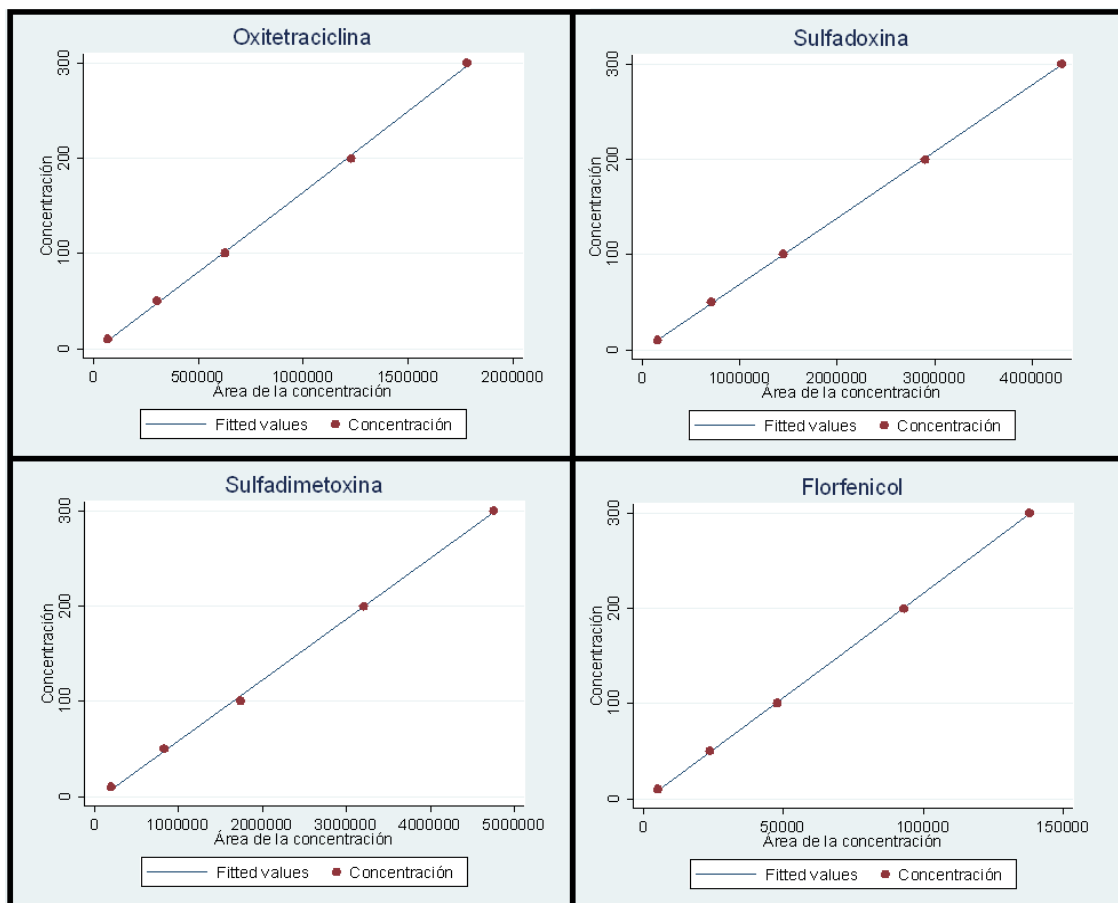 Oxitetraciclina
Concentración
300
200
100
0
0 500000 1000000 1500000 2000000
Área de la concentración
Fitted values Concentración
Sulfadoxina
Concentración
300
200
100
0
0 1000000 2000000 3000000 4000000
Área de la concentración
Fitted values Concentración
Sulfadimetoxina
Concentración
300
200
100
0
0 1000000 2000000 3000000 4000000 5000000
Área de la concentración
Fitted values Concentración
Florfenicol
Concentración
300
200
100
0
0 50000 100000 150000
Área de la concentración
Fitted values Concentración